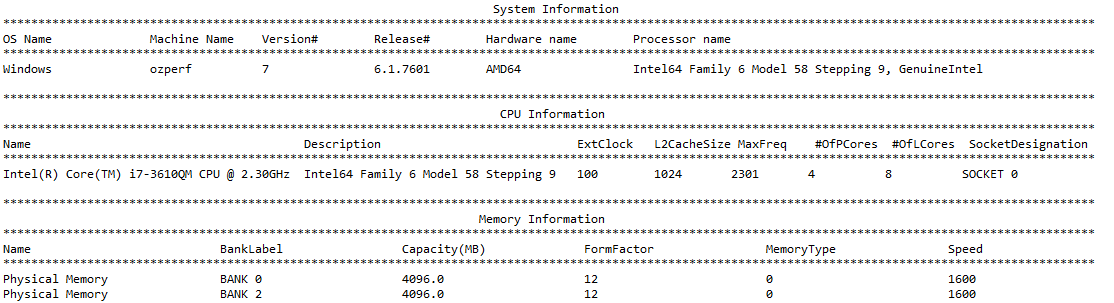 System Information
************************************************************************************************************************************************************
OS Name Machine Name Version# Release# Hardware name Processor name
************************************************************************************************************************************************************
Windows ozperf 7 6.1.7601 AMD64 Intel64 Family 6 Model 58 Stepping 9, GenuineIntel
************************************************************************************************************************************************************
CPU Information
************************************************************************************************************************************************************
Name Description ExtClock L2CacheSize MaxFreq #OfPCores #OfLCores SocketDesignation
************************************************************************************************************************************************************
Intel(R) Core(TM) i7-3610QM CPU @ 2.30GHz Intel64 Family 6 Model 58 Stepping 9 100 1024 2301 4 8 SOCKET 0
************************************************************************************************************************************************************
Memory Information
************************************************************************************************************************************************************
Name BankLabel Capacity(MB) FormFactor MemoryType Speed
************************************************************************************************************************************************************
Physical Memory BANK 0 4096.0 12 0 1600
Physical Memory BANK 2 4096.0 12 0 1600